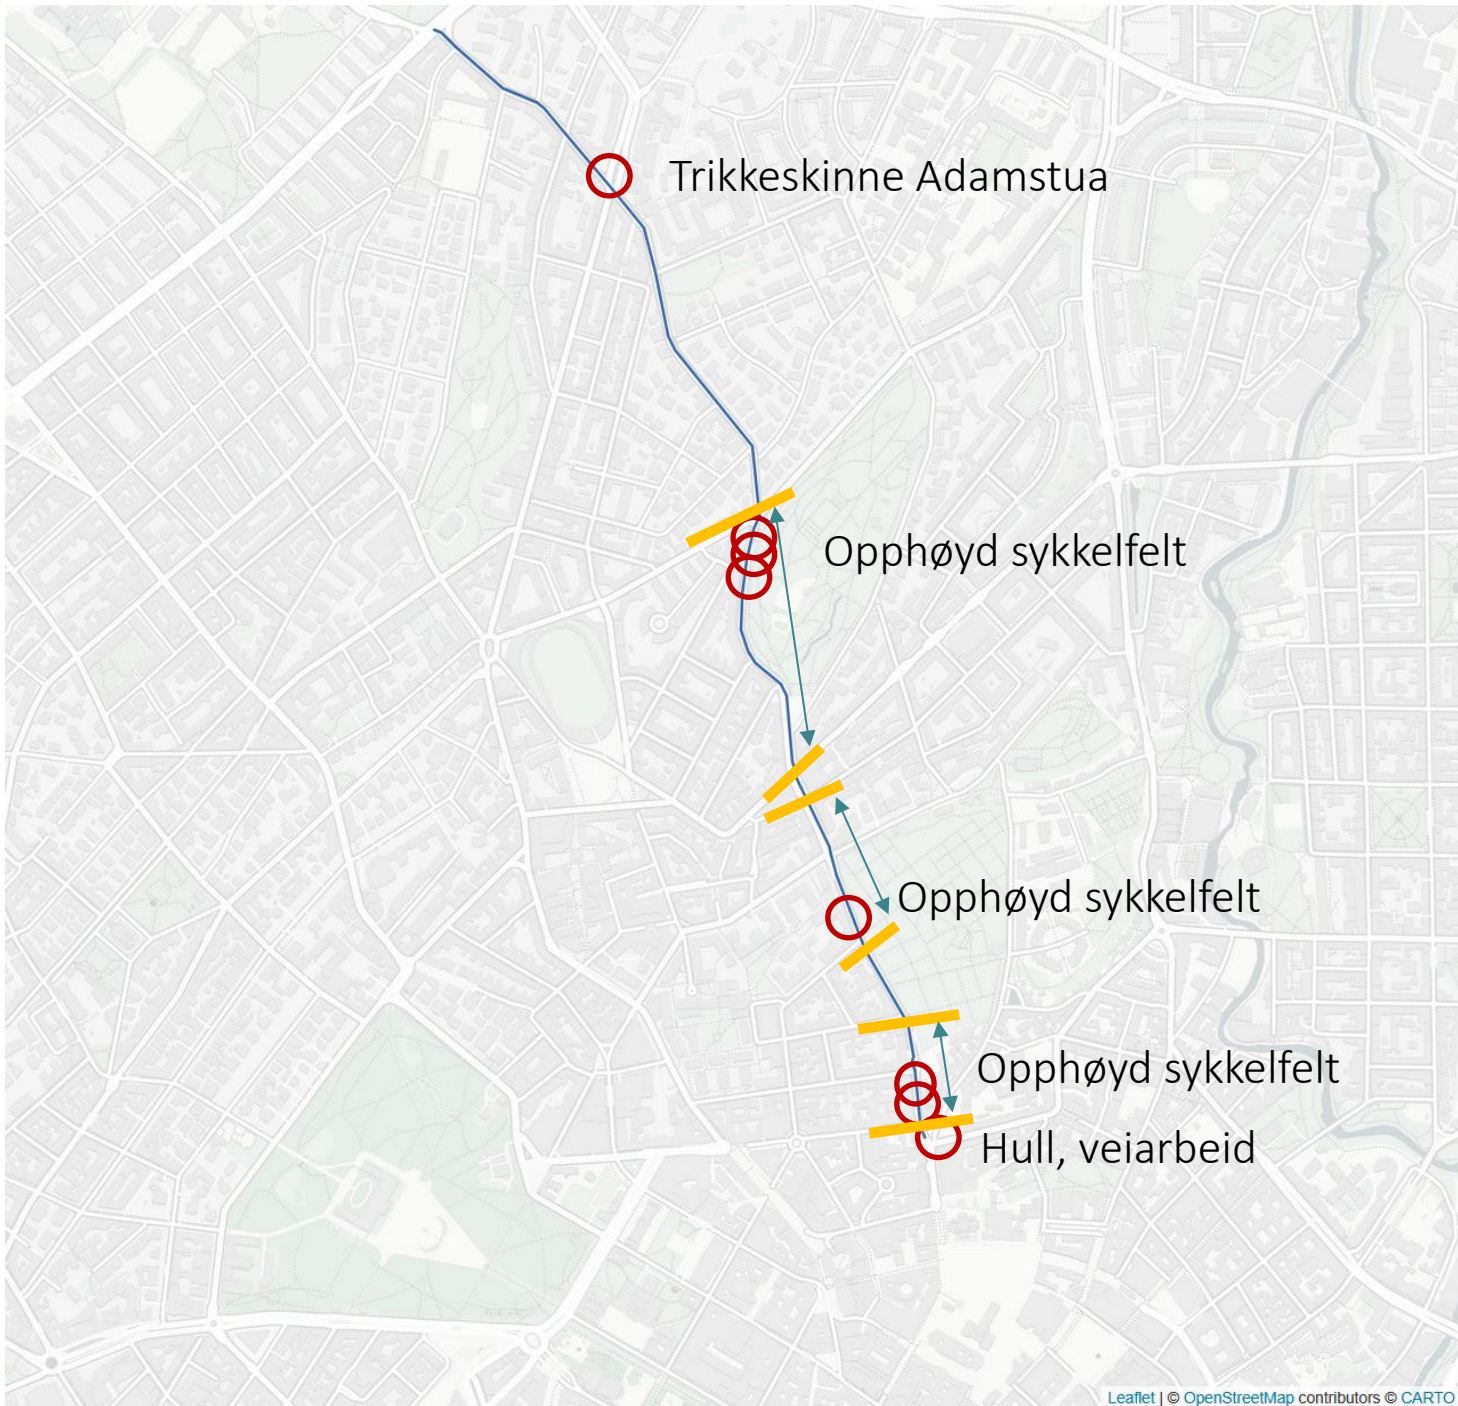 Trikkeskinne Adamstua
Opphøyd sykkelfelt
Opphøyd sykkelfelt
Opphøyd sykkelfelt
Hull, veiarbeid
Leaflet | © OpenStreetMap contributors © CARTO